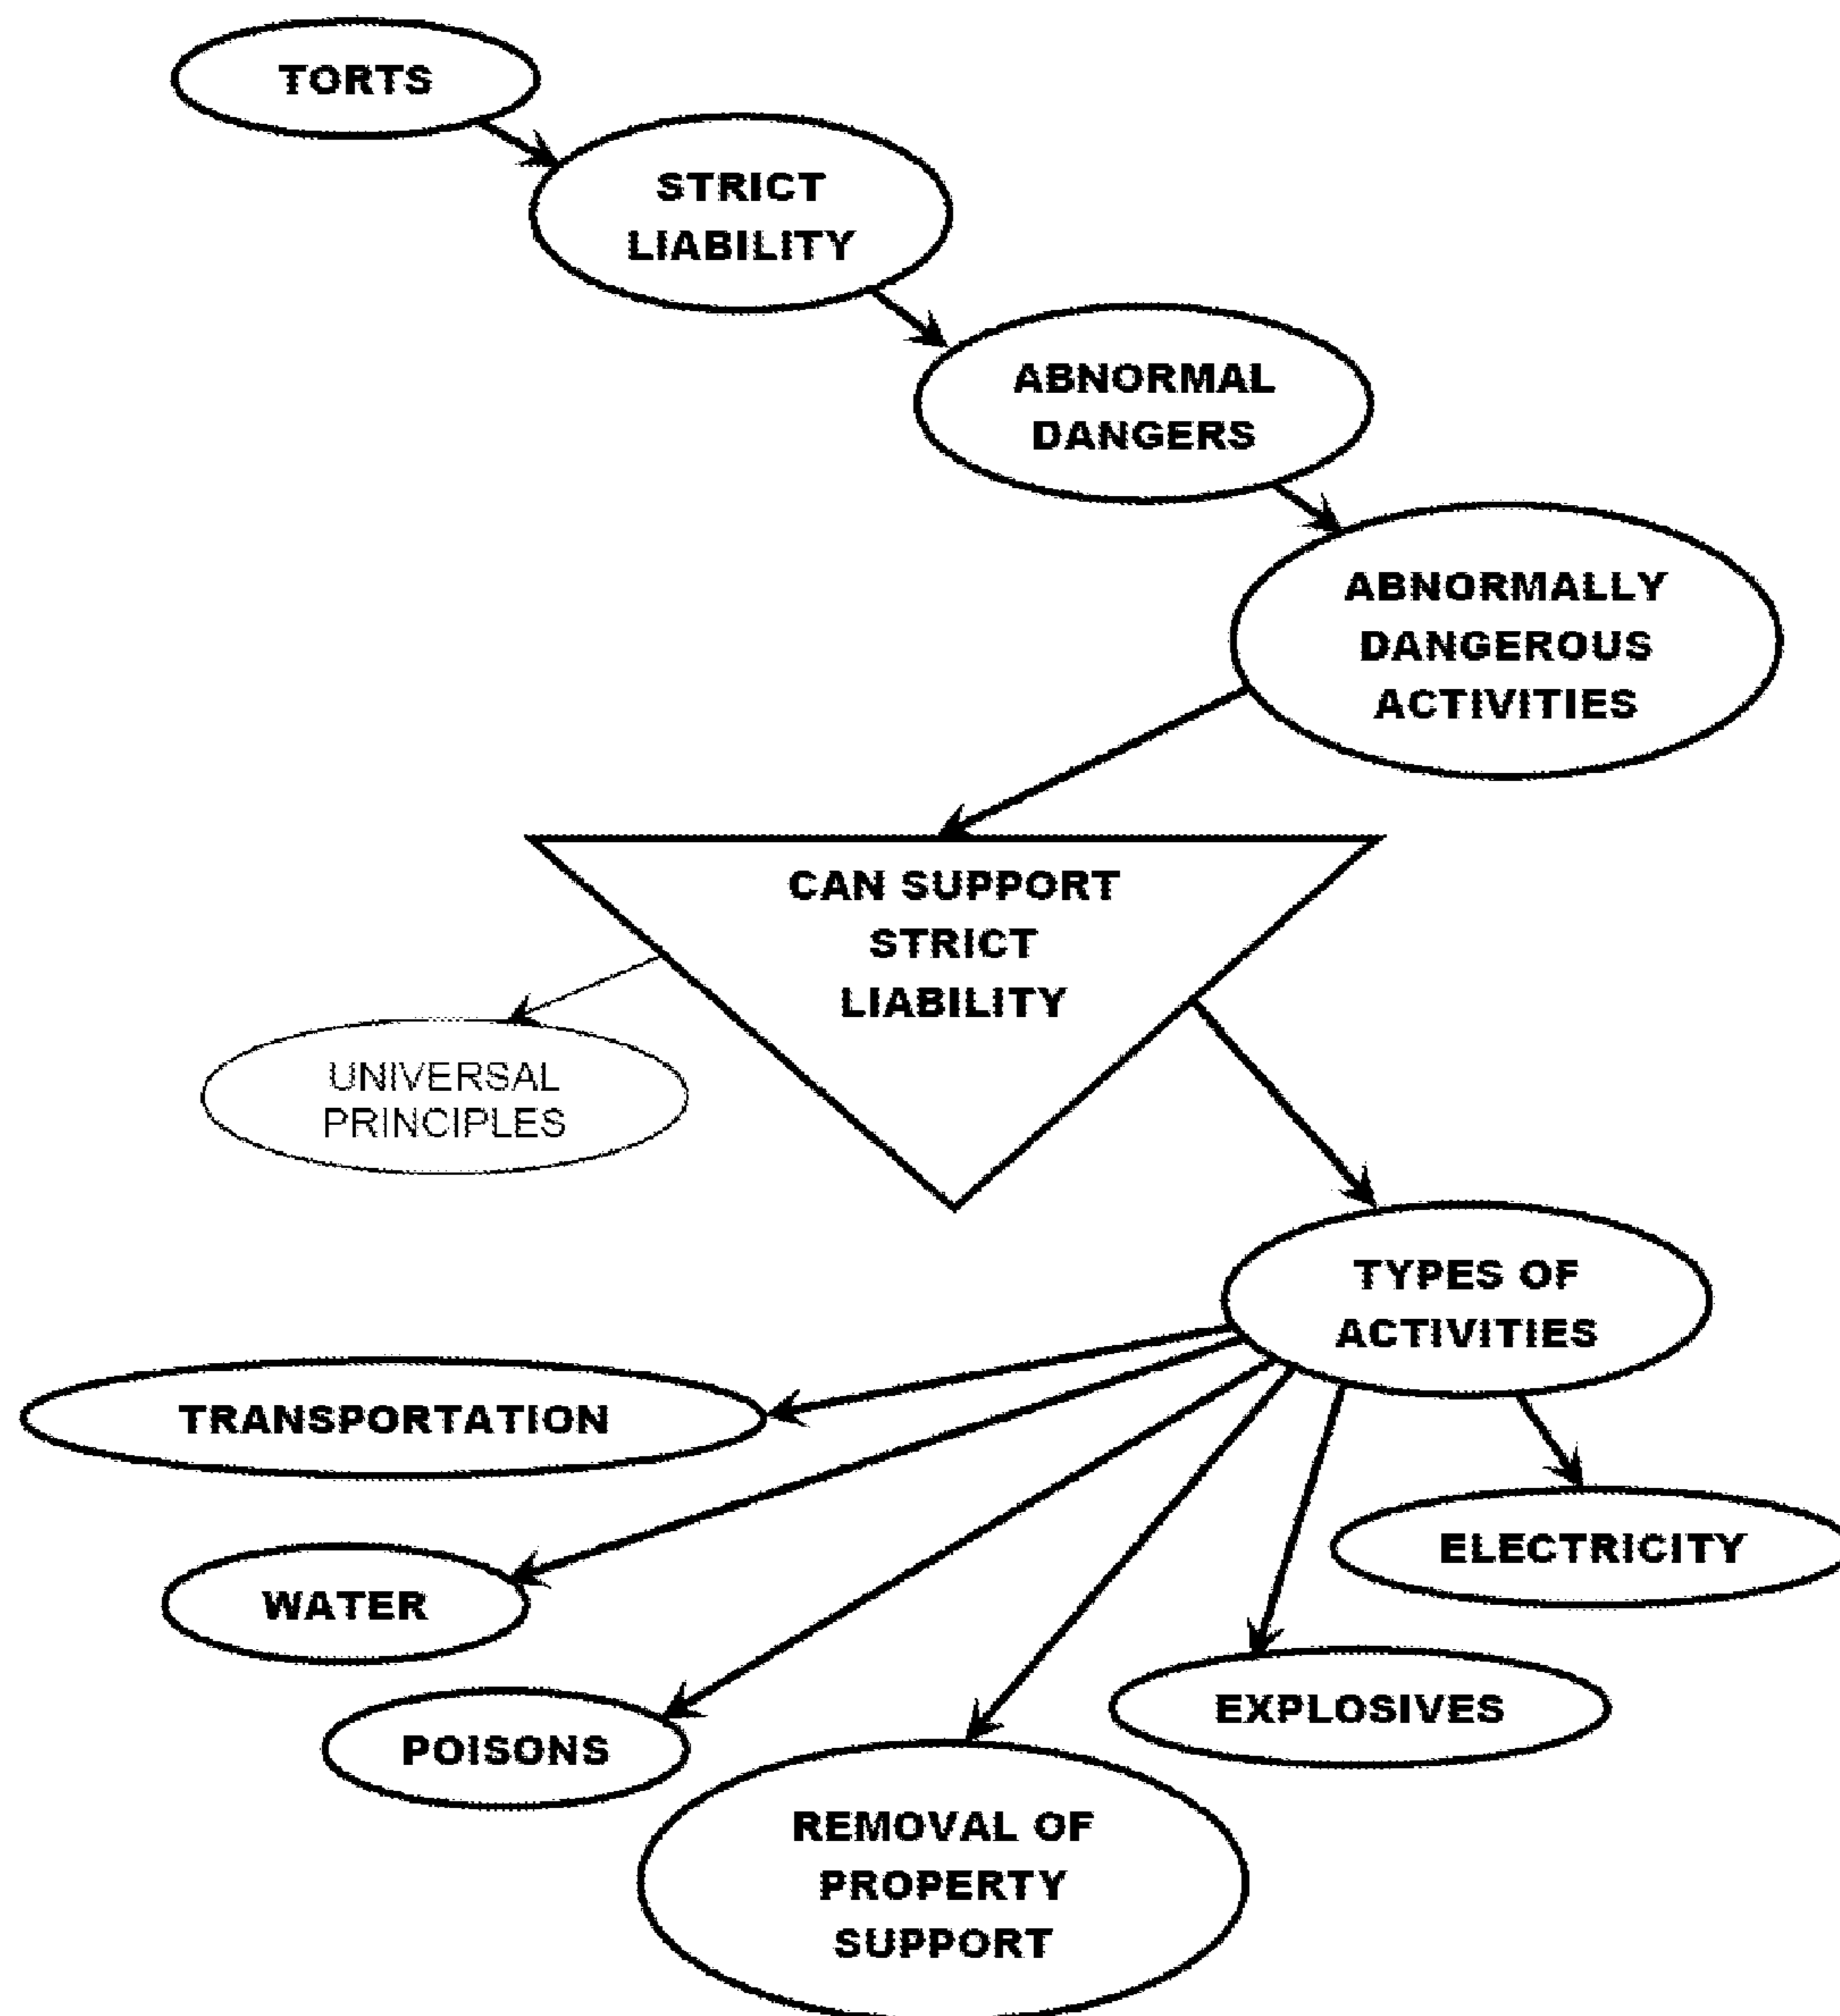 TORTS
STRICT
LIABILITY
ABNORMAL
DANGERS
ABNORMALLY
DANGEROUS
ACTIVITIES
CAN SUPPORT
STRICT
LIABILITY
UNIVERSAL
PRINCIPLES
TYPES OF
ACTIVITIES
TRANSPORTATION
WATER
POISONS
REMOVAL OF
PROPERTY
SUPPORT
EXPLOSIVES
ELECTRICITY